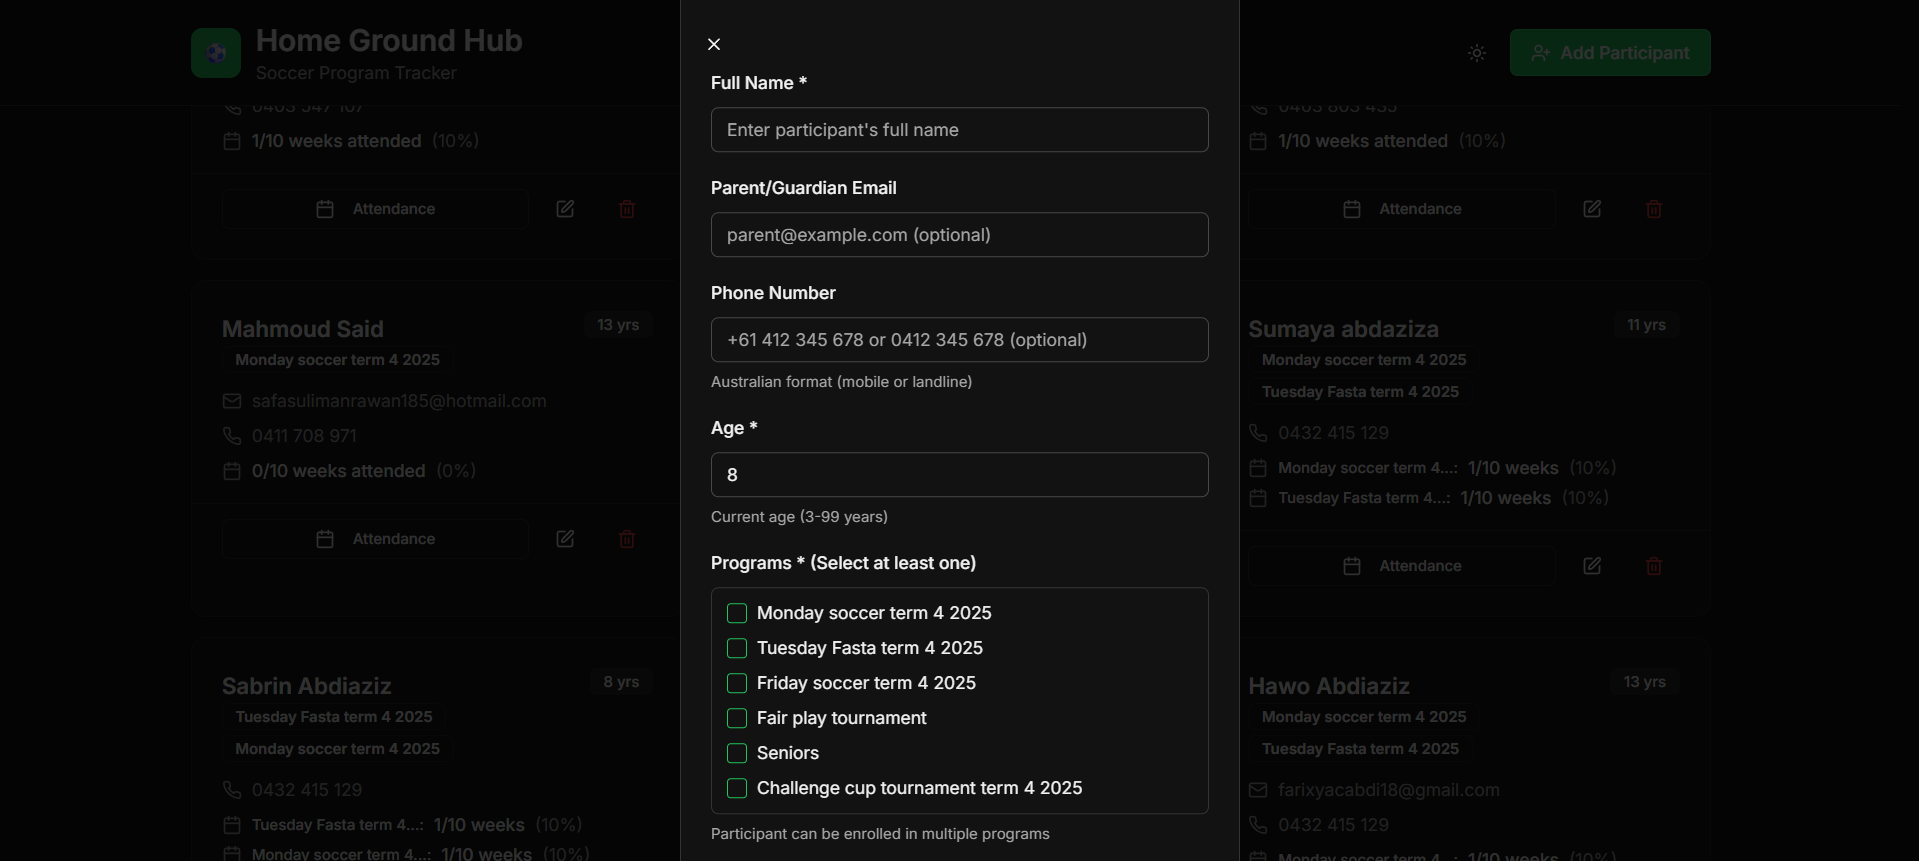 Home Ground Hub
Soccer Program Tracker
Add Participant
1/10 weeks attended (10%)
Attendance
Mahmoud Said
13 yrs
Monday soccer term 4 2025
safasulimanrawan185@hotmail.com
0411 708 971
0/10 weeks attended (0%)
Attendance
Sabrin Abdiaziz
8 yrs
Tuesday Fasta term 4 2025
Monday soccer term 4 2025
0432 415 129
Tuesday Fasta term 4...: 1/10 weeks (10%)
Monday soccer term 4...: 1/10 weeks (10%)
Full Name *
Enter participant's full name
Parent/Guardian Email
parent@example.com (optional)
Phone Number
+61 412 345 678 or 0412 345 678 (optional)
Australian format (mobile or landline)
Age *
8
Current age (3-99 years)
Programs * (Select at least one)
Monday soccer term 4 2025
Tuesday Fasta term 4 2025
Friday soccer term 4 2025
Fair play tournament
Seniors
Challenge cup tournament term 4 2025
Participant can be enrolled in multiple programs
1/10 weeks attended (10%)
Attendance
Sumaya abdaziza
11 yrs
Monday soccer term 4 2025
Tuesday Fasta term 4 2025
0432 415 129
Monday soccer term 4...: 1/10 weeks (10%)
Tuesday Fasta term 4...: 1/10 weeks (10%)
Attendance
Hawo Abdiaziz
13 yrs
Monday soccer term 4 2025
Tuesday Fasta term 4 2025
farixyacabdi18@gmail.com
0432 415 129
Monday soccer term 4...: 1/10 weeks (10%)